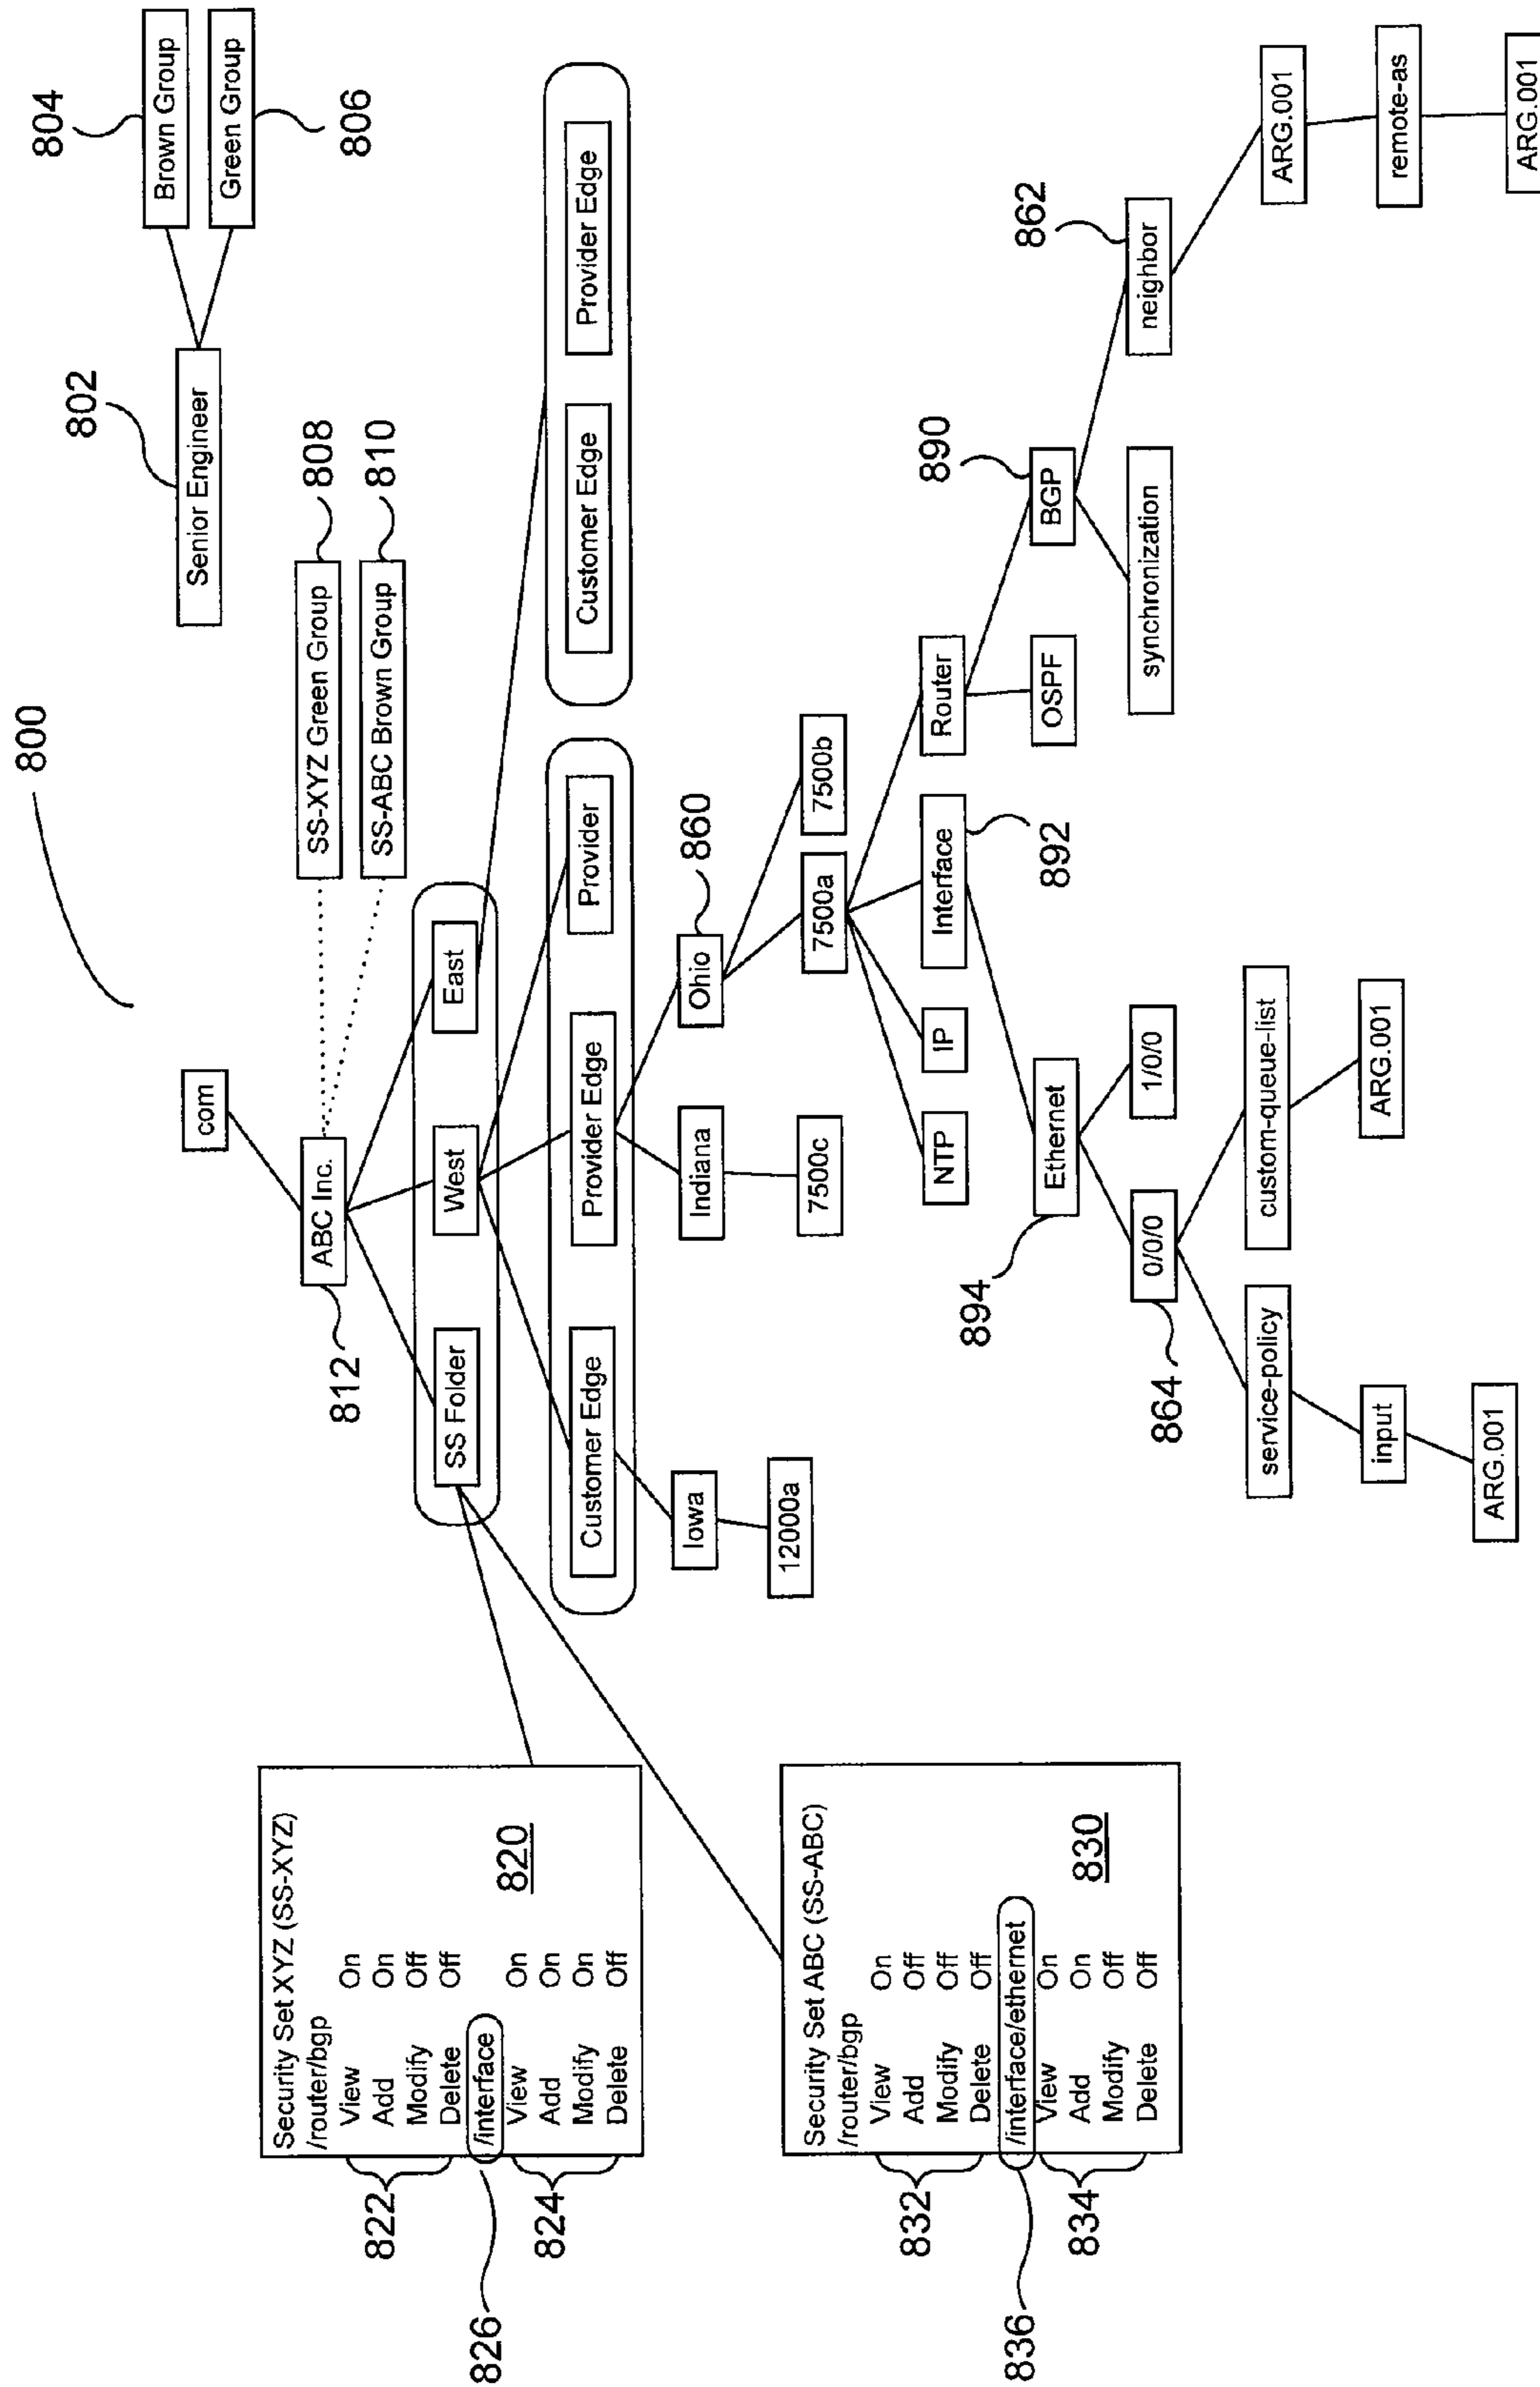 800
804
Brown Group
802
Senior Engineer
Green Group
806
com
SS-XYZ Green Group
808
ABC Inc.
SS-ABC Brown Group
810
812
SS Folder
West
East
Customer Edge
Provider Edge
Provider
Customer Edge
Provider Edge
Iowa
Indiana
Ohio
860
12000a
7500c
7500a
7500b
NTP
IP
Interface
Router
892
890
894
Ethernet
OSPF
BGP
862
864
0/0/0
1/0/0
synchronization
neighbor
service-policy
custom-queue-list
ARG.001
input
ARG.001
remote-as
ARG.001
ARG.001
Security Set XYZ (SS-XYZ)
/router/bgp
View On
Add On
Modify Off
Delete Off
/interface
View On
Add On
Modify On
Delete Off
820
822
826
824
Security Set ABC (SS-ABC)
/router/bgp
View On
Add Off
Modify Off
Delete Off
/interface/ethernet
View On
Add On
Modify Off
Delete Off
830
832
836
834